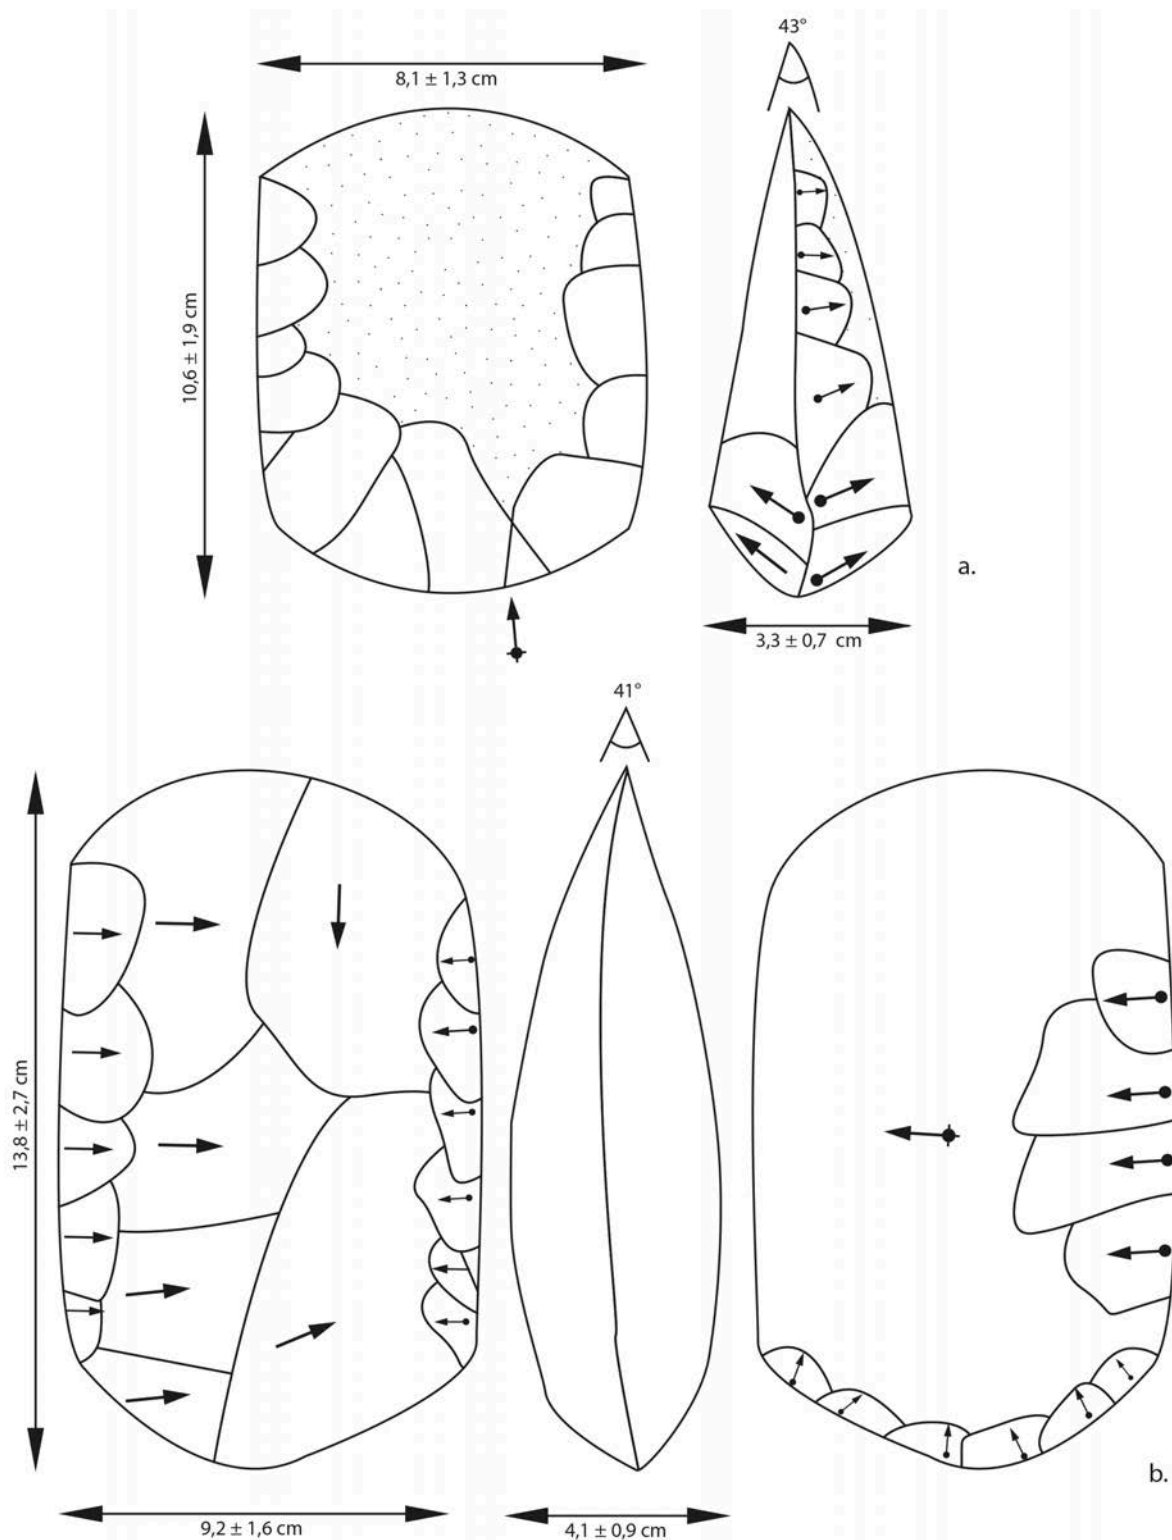 43°
8,1 ± 1,3 cm
10,6 ± 1,9 cm
a.
3,3 ± 0,7 cm
41°
13,8 ± 2,7 cm
b.
9,2 ± 1,6 cm
4,1 ± 0,9 cm